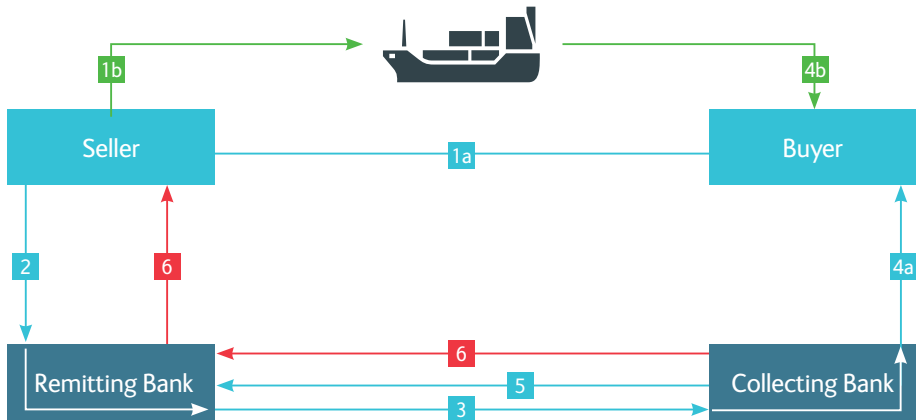 1b
4b
Seller
1a
Buyer
2
6
4a
6
Remitting Bank
5
Collecting Bank
3